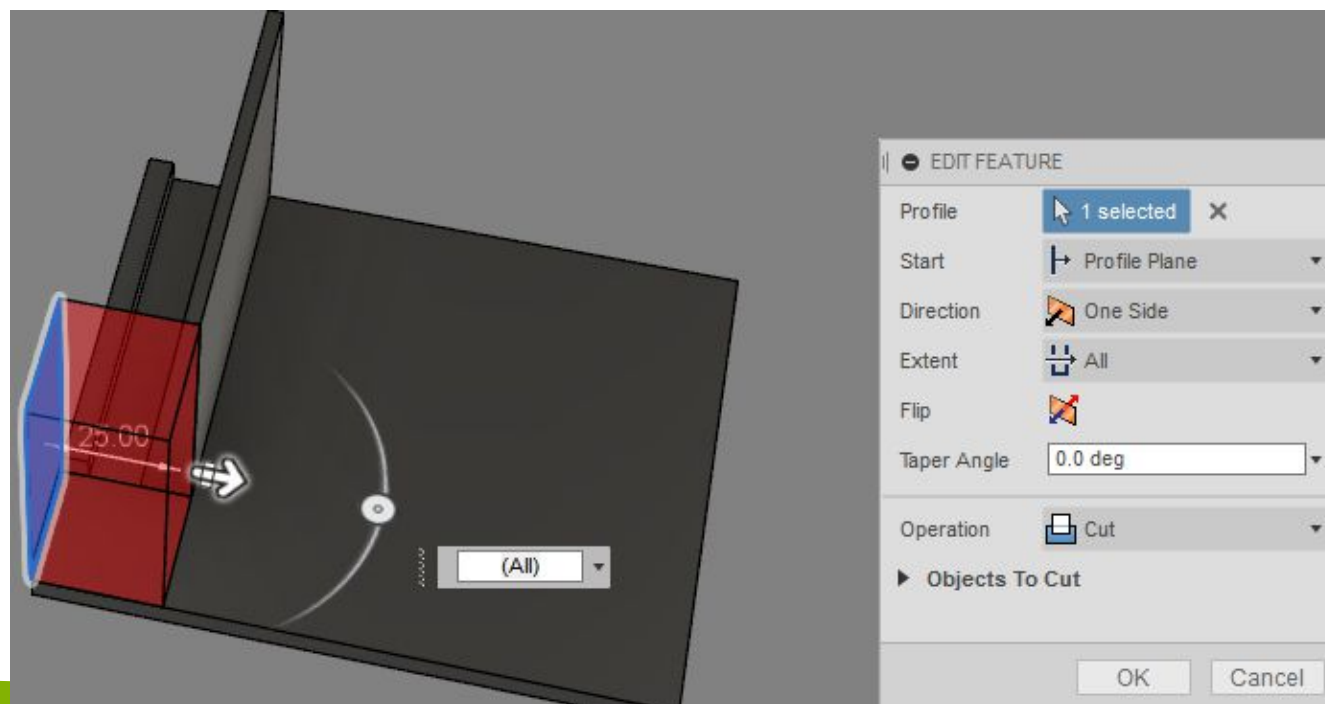 EDIT FEATURE
Profile 1 selected
Start Profile Plane
Direction One Side
Extent All
Flip
Taper Angle 0.0 deg
Operation Cut
Objects To Cut
OK Cancel
25.00
(All)